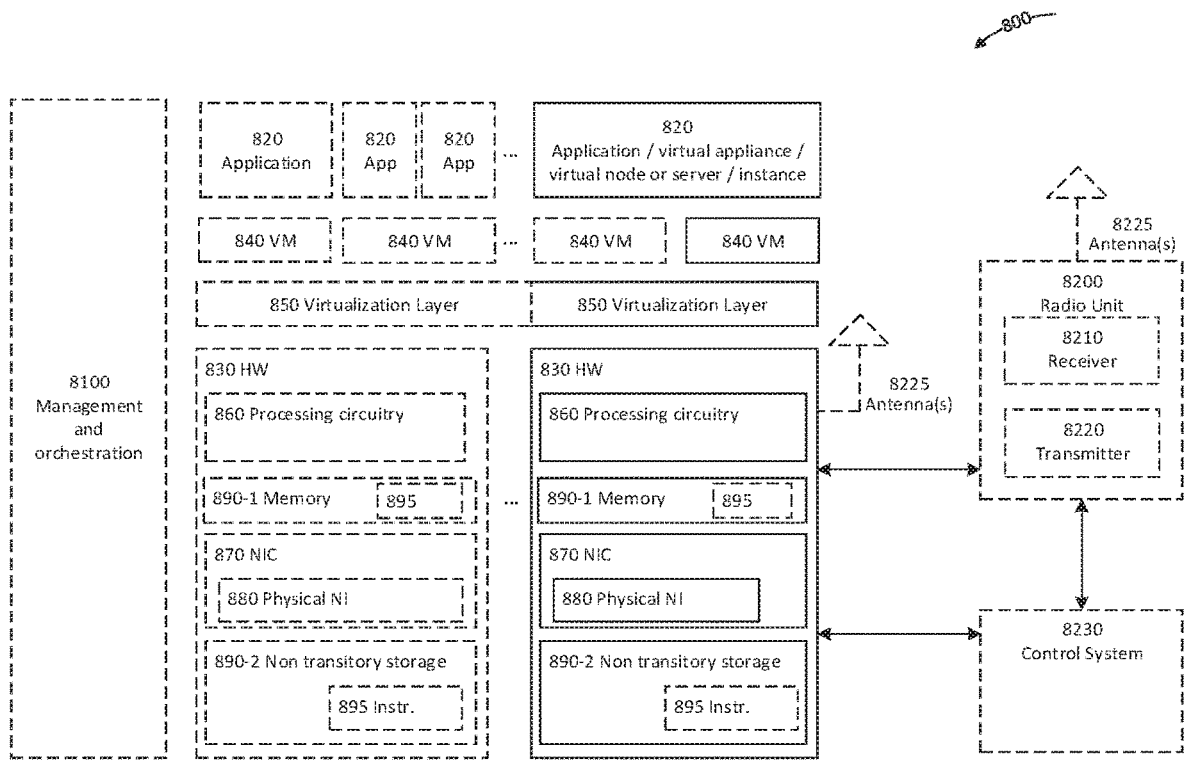 800
8100
Management
and
orchestration
820
Application
820
App
820
App
...
820
Application / virtual appliance /
virtual node or server / instance
840 VM
840 VM
...
840 VM
840 VM
850 Virtualization Layer
850 Virtualization Layer
830 HW
860 Processing circuitry
890-1 Memory
895
870 NIC
880 Physical NI
890-2 Non transitory storage
895 Instr.
...
830 HW
860 Processing circuitry
890-1 Memory
895
870 NIC
880 Physical NI
890-2 Non transitory storage
895 Instr.
8225
Antenna(s)
8225
Antenna(s)
8200
Radio Unit
8210
Receiver
8220
Transmitter
8230
Control System